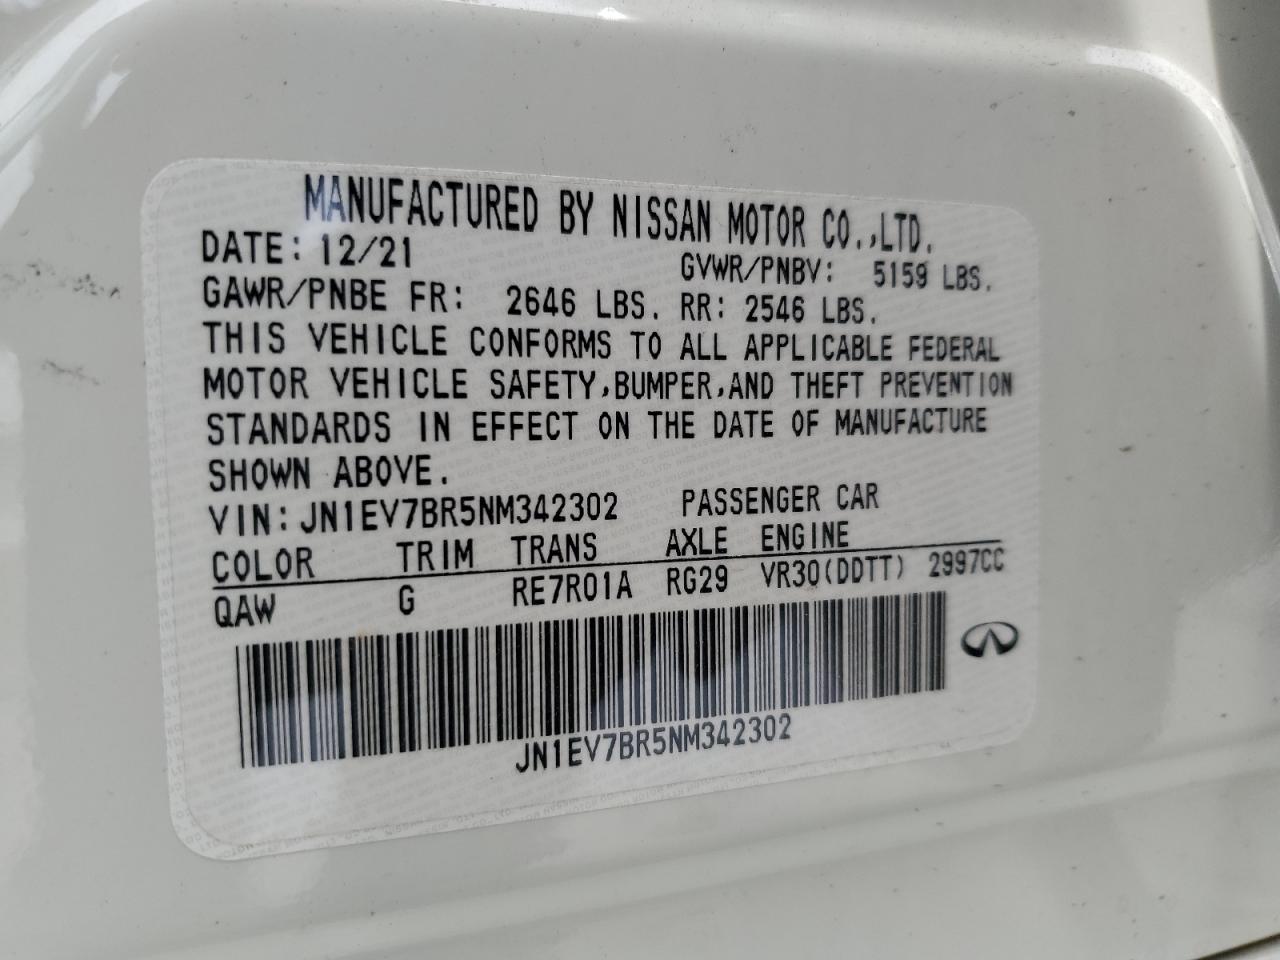 MANUFACTURED BY NISSAN MOTOR CO.,LTD.
DATE: 12/21 GVWR/PNBV: 5159 LBS.
GAWR/PNBE FR: 2646 LBS. RR: 2546 LBS.
THIS VEHICLE CONFORMS TO ALL APPLICABLE FEDERAL
MOTOR VEHICLE SAFETY,BUMPER,AND THEFT PREVENTION
STANDARDS IN EFFECT ON THE DATE OF MANUFACTURE
SHOWN ABOVE.
VIN: JN1EV7BR5NM342302 PASSENGER CAR
COLOR TRIM TRANS AXLE ENGINE
QAW G RE7R01A RG29 VR30(DDTT) 2997CC
JN1EV7BR5NM342302